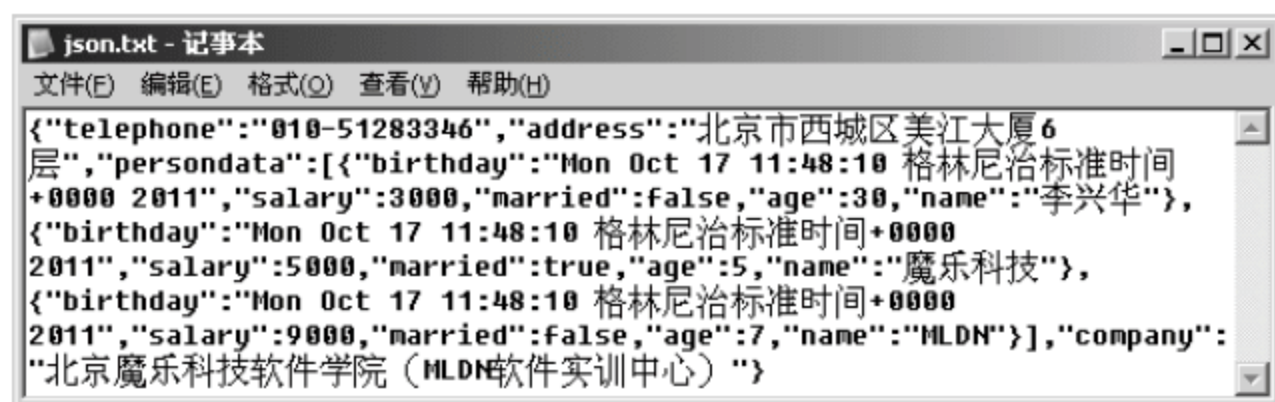 json.txt - 记事本
文件(F) 编辑(E) 格式(O) 查看(V) 帮助(H)
{"telephone":"010-51283346","address":"北京市西城区美江大厦6
层","persondata":[{"birthday":"Mon Oct 17 11:48:10 格林尼治标准时间
+0000 2011","salary":3000,"married":false,"age":30,"name":"李兴华"},
{"birthday":"Mon Oct 17 11:48:10 格林尼治标准时间+0000
2011","salary":5000,"married":true,"age":5,"name":"魔乐科技"},
{"birthday":"Mon Oct 17 11:48:10 格林尼治标准时间+0000
2011","salary":9000,"married":false,"age":7,"name":"MLDN"}],"company":
"北京魔乐科技软件学院（MLDN软件实训中心）"}